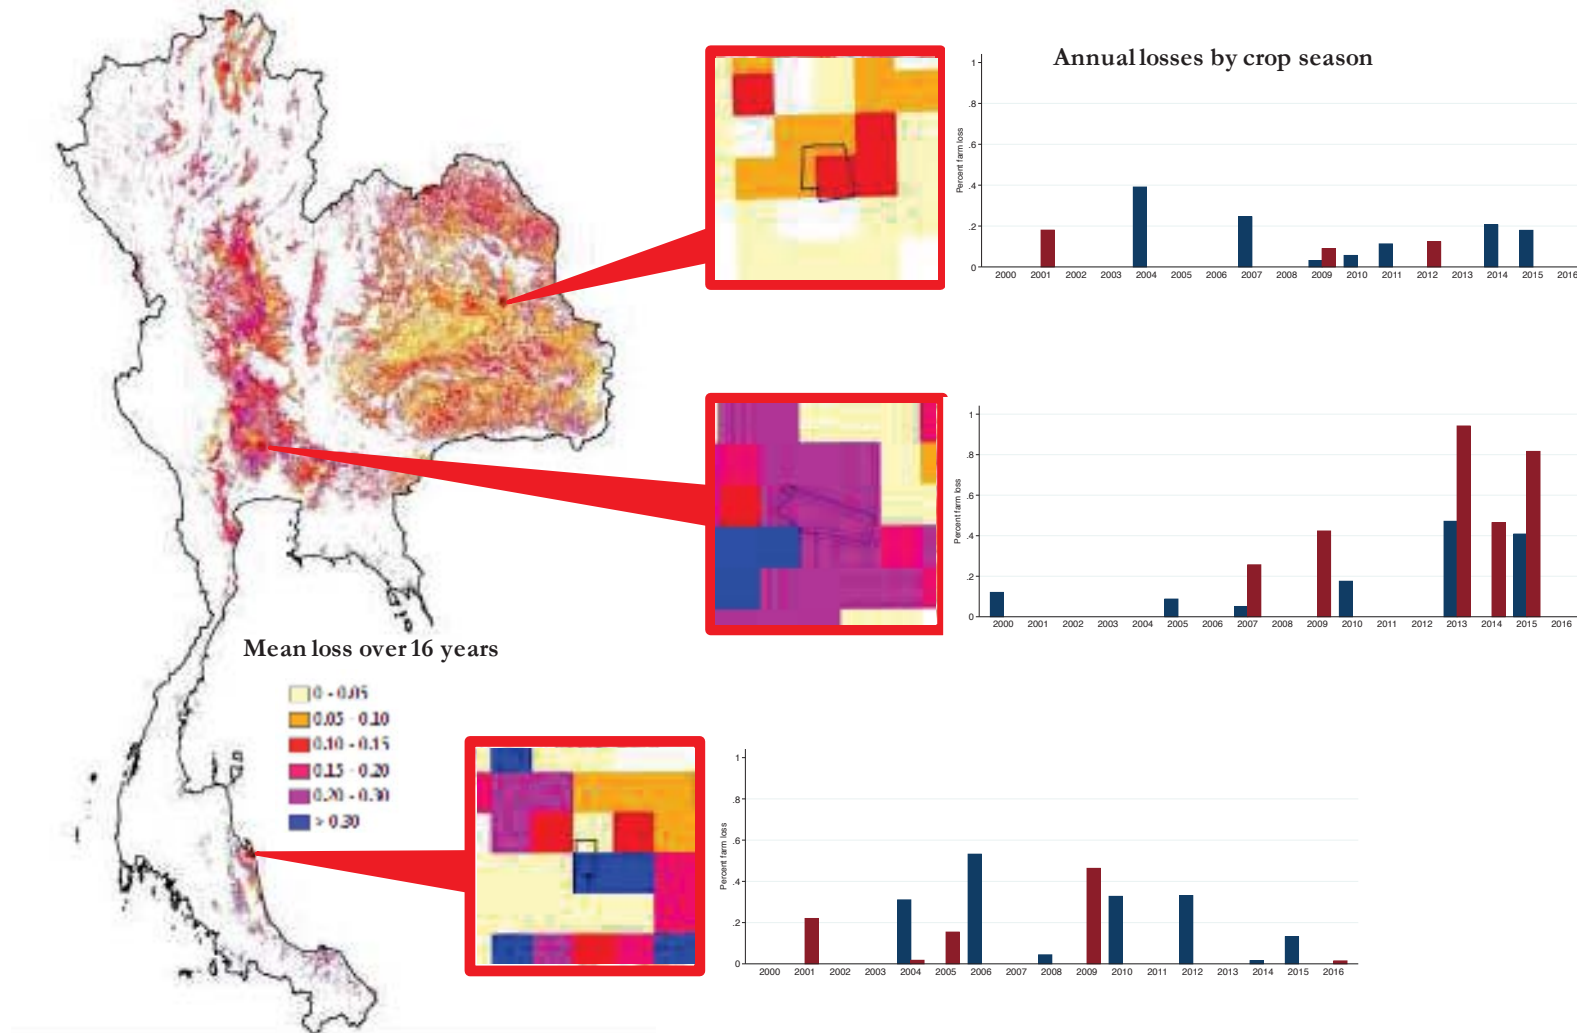 Annual losses by crop season
Percent farm loss
1
.8
.6
.4
.2
0
2000 2001 2002 2003 2004 2005 2006 2007 2008 2009 2010 2011 2012 2013 2014 2015 2016
Percent farm loss
1
.8
.6
.4
.2
0
2000 2001 2002 2003 2004 2005 2006 2007 2008 2009 2010 2011 2012 2013 2014 2015 2016
Mean loss over 16 years
0 - 0.05
0.05 - 0.10
0.10 - 0.15
0.15 - 0.20
0.20 - 0.30
> 0.30
Percent farm loss
1
.8
.6
.4
.2
0
2000 2001 2002 2003 2004 2005 2006 2007 2008 2009 2010 2011 2012 2013 2014 2015 2016